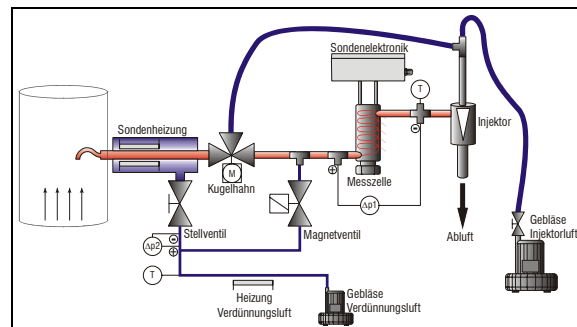 Sondenelektronik
T
Sondenheizung
Injektor
M
Kugelhahn
Messzelle
Δp1
Stellventil
Magnetventil
Abluft
Gebläse
Injektorluft
Δp2
T
Heizung
Verdünnungsluft
Gebläse
Verdünnungsluft